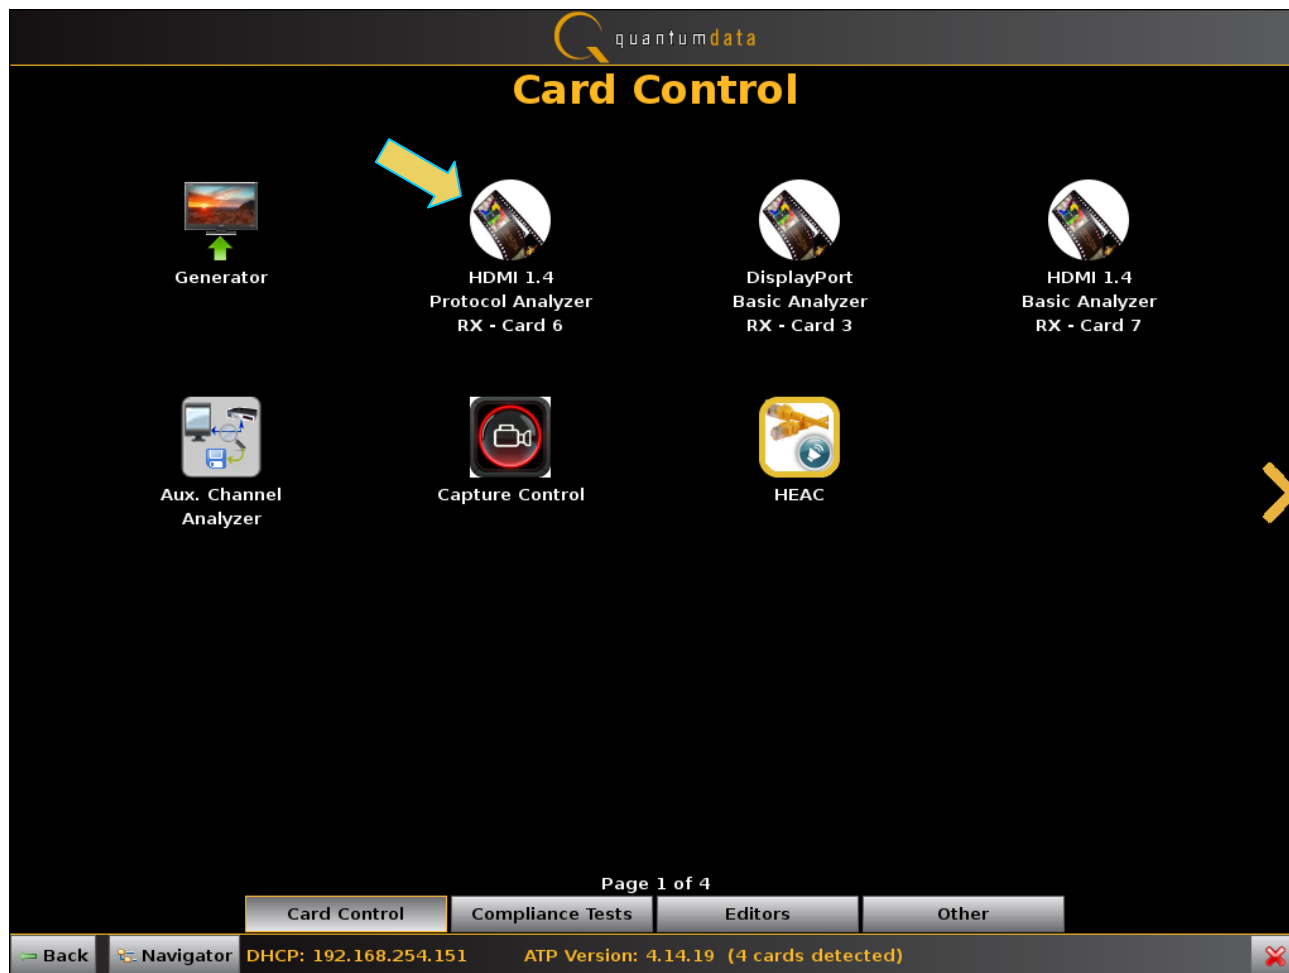 quantumdata
Card Control
Generator
HDMI 1.4
Protocol Analyzer
RX - Card 6
DisplayPort
Basic Analyzer
RX - Card 3
HDMI 1.4
Basic Analyzer
RX - Card 7
Aux. Channel
Analyzer
Capture Control
HEAC
Page 1 of 4
Card Control
Compliance Tests
Editors
Other
Back
Navigator
DHCP: 192.168.254.151
ATP Version: 4.14.19 (4 cards detected)